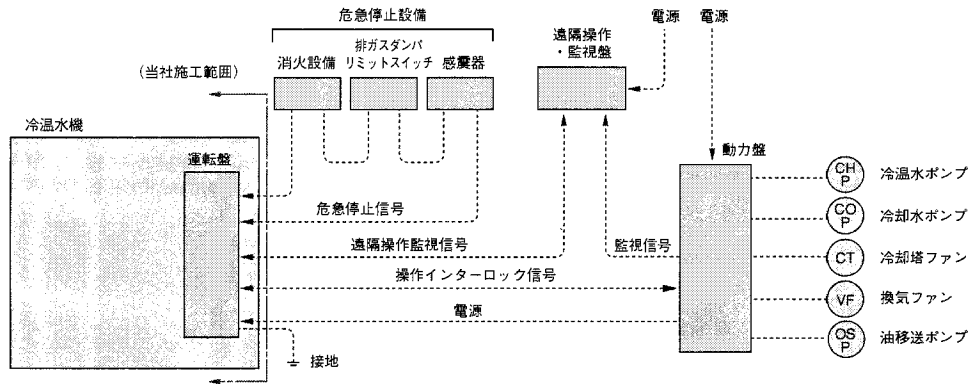 危急停止設備
消火設備
排ガスダンパ
リミットスイッチ
感震器
遠隔操作
・監視盤
電源
電源
(当社施工範囲)
冷温水機
運転盤
動力盤
危急停止信号
遠隔操作監視信号
監視信号
操作インターロック信号
電源
接地
CH
P
冷温水ポンプ
CO
P
冷却水ポンプ
CT
冷却塔ファン
VF
換気ファン
OS
P
油移送ポンプ